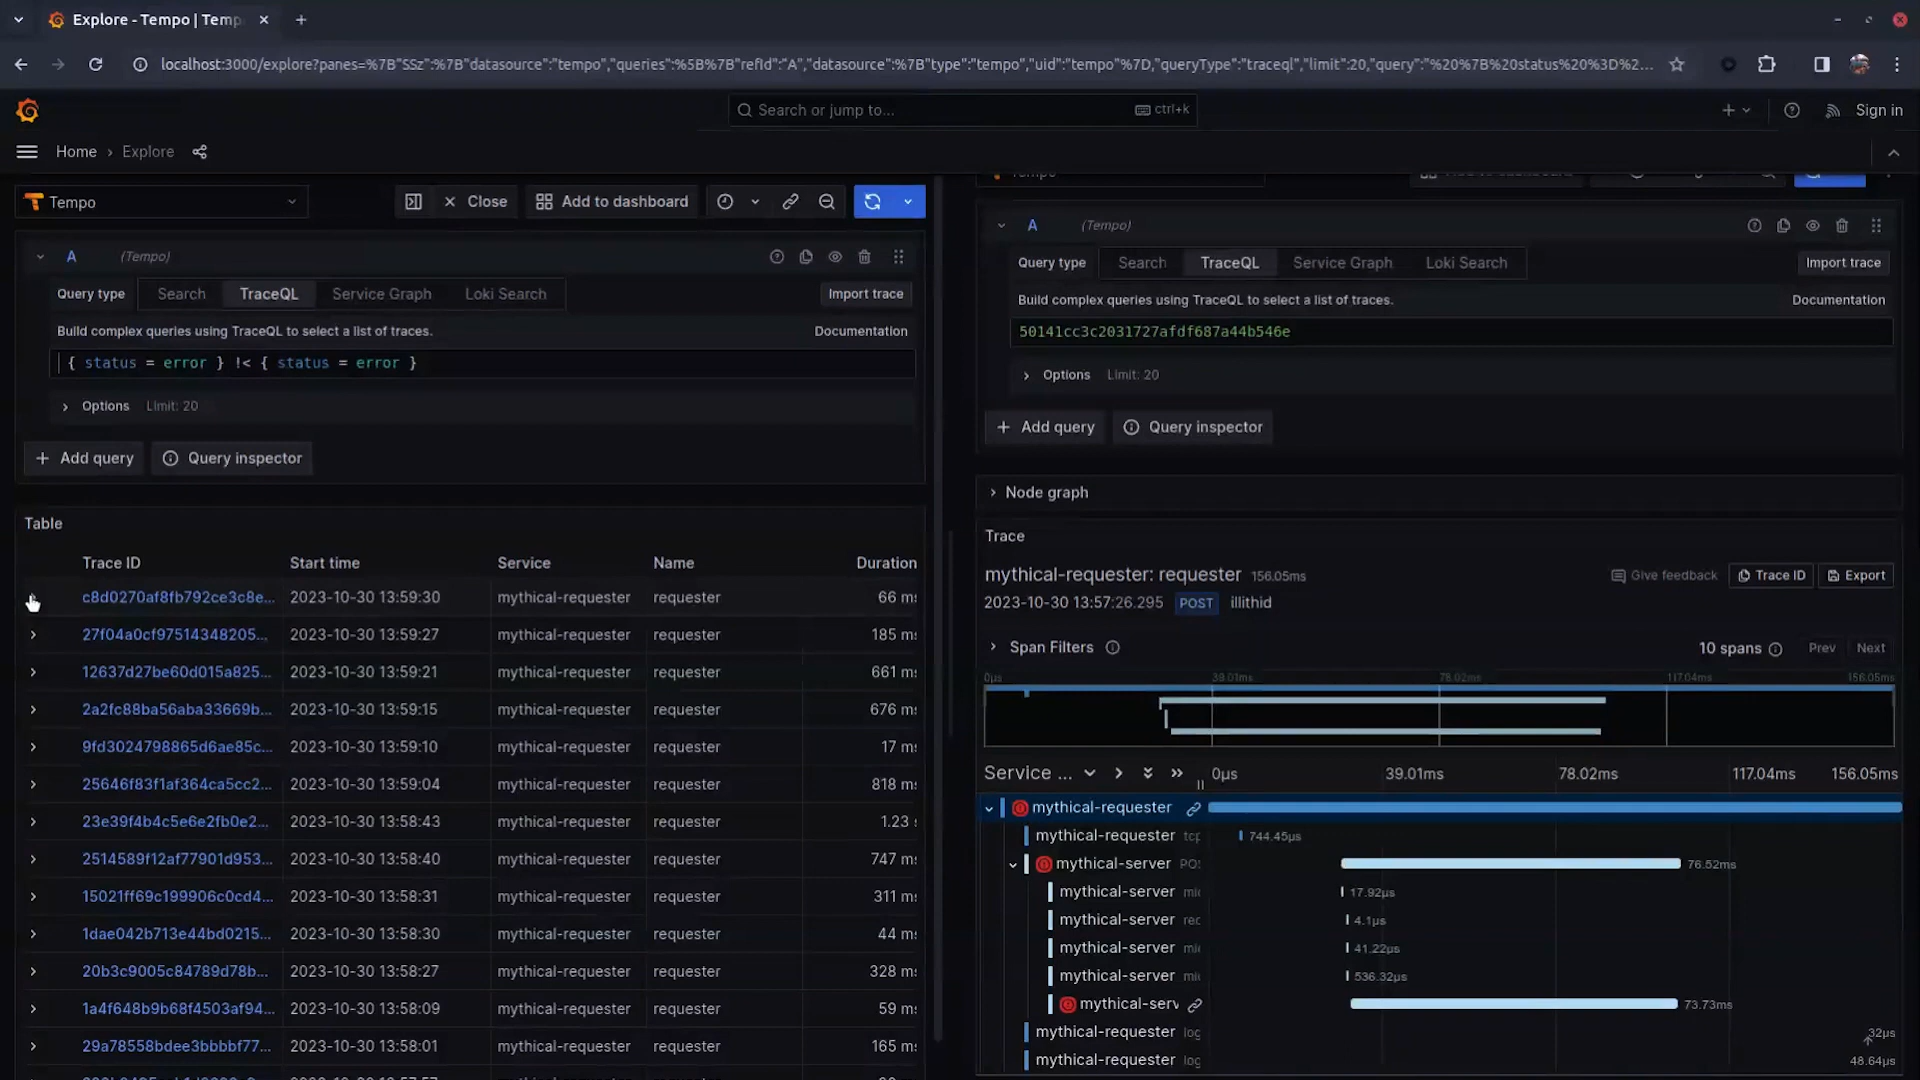 Explore - Tempo | Temp
localhost:3000/explore?panes=%7B"SSz":%7B"datasource":"tempo","queries":%5B%7B"refId":"A","datasource":%7B"type":"tempo","uid":"tempo"%7D,"queryType":"traceql","limit":20,"query":"%20%7B%20status%20%3D%2...
Search or jump to... ctrl+k
Sign in
Home › Explore
Tempo
Close
Add to dashboard
A (Tempo)
Query type Search TraceQL Service Graph Loki Search Import trace
Build complex queries using TraceQL to select a list of traces. Documentation
{ status = error } !< { status = error }
Options Limit: 20
+ Add query Query inspector
Table
Trace ID Start time Service Name Duration
c8d0270af8fb792ce3c8e... 2023-10-30 13:59:30 mythical-requester requester 66 ms
27f04a0cf97514348205... 2023-10-30 13:59:27 mythical-requester requester 185 ms
12637d27be60d015a825... 2023-10-30 13:59:21 mythical-requester requester 661 ms
2a2fc88ba56aba33669b... 2023-10-30 13:59:15 mythical-requester requester 676 ms
9fd3024798865d6ae85c... 2023-10-30 13:59:10 mythical-requester requester 17 ms
25646f83f1af364ca5cc2... 2023-10-30 13:59:04 mythical-requester requester 818 ms
23e39f4b4c5e6e2fb0e2... 2023-10-30 13:58:43 mythical-requester requester 1.23 s
2514589f12af77901d953... 2023-10-30 13:58:40 mythical-requester requester 747 ms
15021ff69c199906c0cd4... 2023-10-30 13:58:31 mythical-requester requester 311 ms
1dae042b713e44bd0215... 2023-10-30 13:58:30 mythical-requester requester 44 ms
20b3c9005c84789d78b... 2023-10-30 13:58:27 mythical-requester requester 328 ms
1a4f648b9b68f4503af94... 2023-10-30 13:58:09 mythical-requester requester 59 ms
29a78558bdee3bbbbf77... 2023-10-30 13:58:01 mythical-requester requester 165 ms
A (Tempo)
Query type Search TraceQL Service Graph Loki Search Import trace
Build complex queries using TraceQL to select a list of traces. Documentation
50141cc3c2031727afdf687a44b546e
Options Limit: 20
+ Add query Query inspector
Node graph
Trace
mythical-requester: requester 156.05ms Give feedback Trace ID Export
2023-10-30 13:57:26.295 POST illithid
Span Filters 10 spans Prev Next
0µs 39.01ms 78.02ms 117.04ms 156.05ms
Service ... 0µs 39.01ms 78.02ms 117.04ms 156.05ms
mythical-requester
mythical-requester tcp 744.45µs
mythical-server POS 76.52ms
mythical-server mid 17.92µs
mythical-server rec 4.1µs
mythical-server mid 41.22µs
mythical-server mid 536.32µs
mythical-serv 73.73ms
mythical-requester log 32µs
mythical-requester log 48.64µs